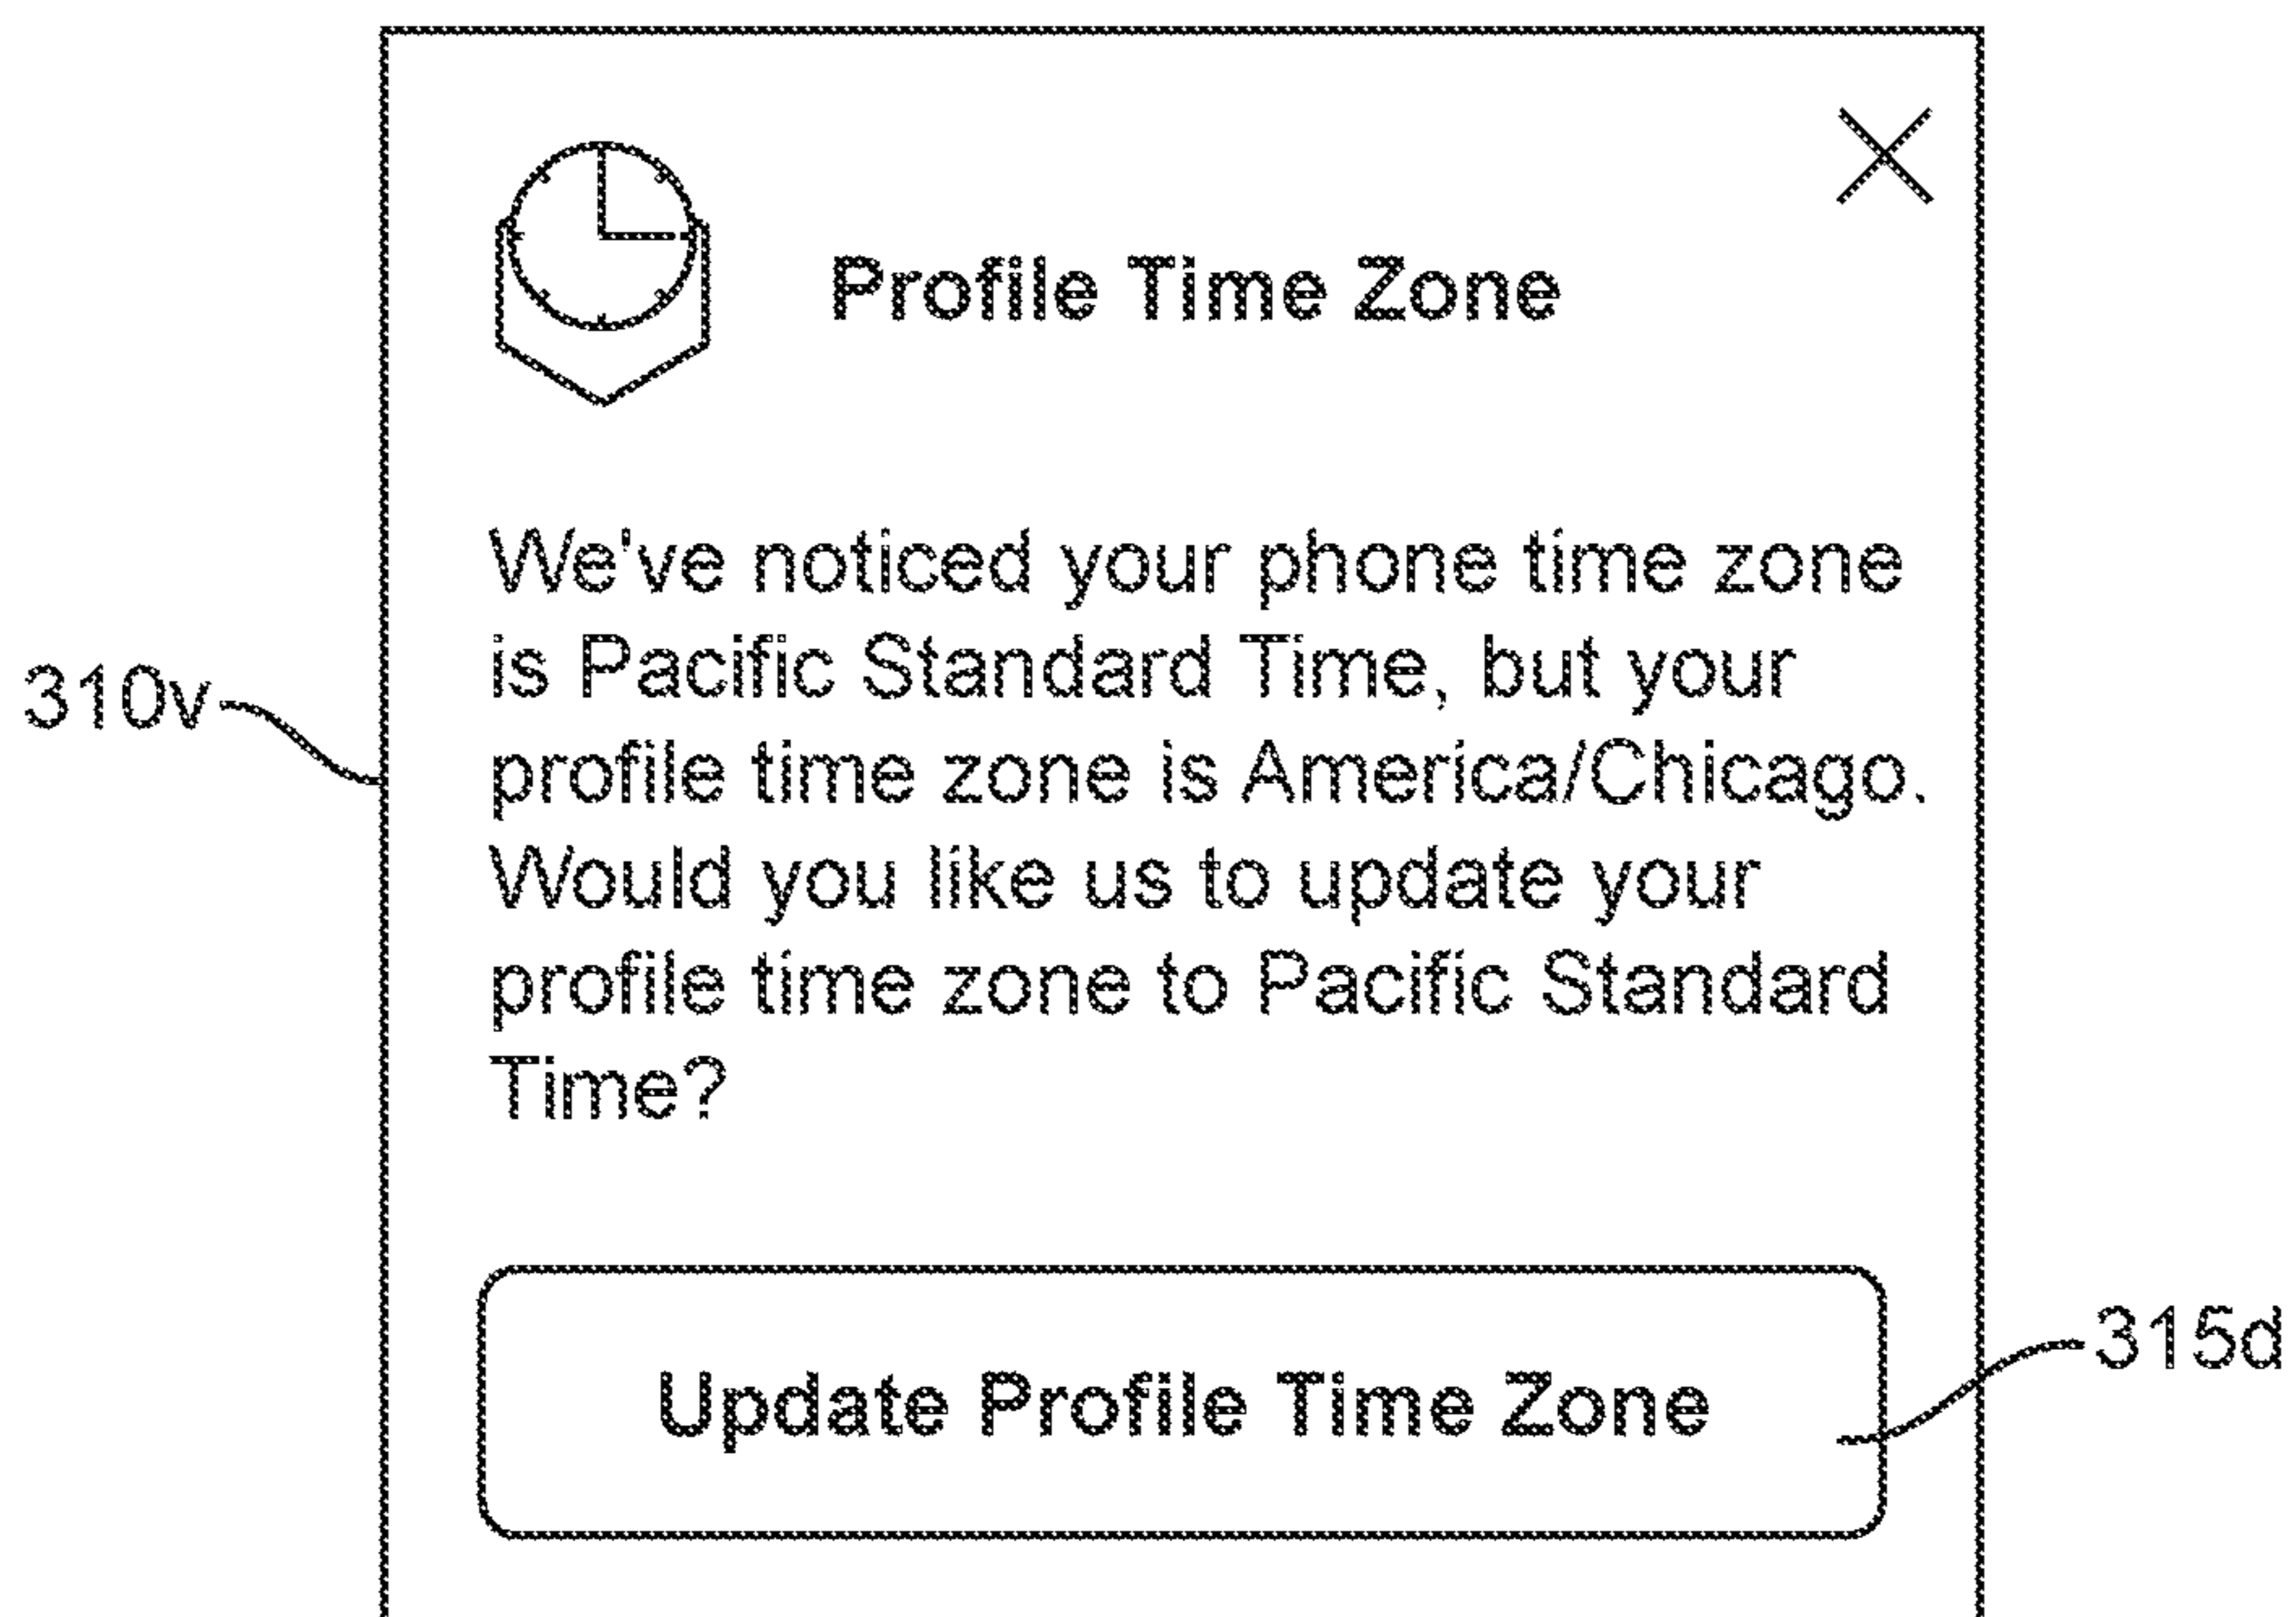 Profile Time Zone
We've noticed your phone time zone
is Pacific Standard Time, but your
310v
profile time zone is America/Chicago.
Would you like us to update your
profile time zone to Pacific Standard
Time?
315d
Update Profile Time Zone